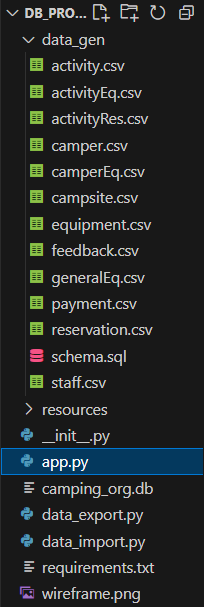 DB_PRO...
data_gen
activity.csv
activityEq.csv
activityRes.csv
camper.csv
camperEq.csv
campsite.csv
equipment.csv
feedback.csv
generalEq.csv
payment.csv
reservation.csv
schema.sql
staff.csv
resources
__init__.py
app.py
camping_org.db
data_export.py
data_import.py
requirements.txt
wireframe.png